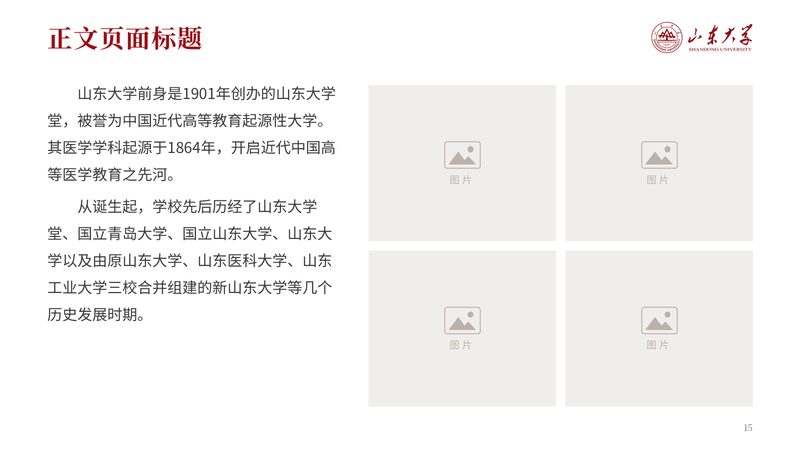 正文页面标题
山东大学
SHANDONG UNIVERSITY
山东大学前身是1901年创办的山东大学
堂，被誉为中国近代高等教育起源性大学。
其医学学科起源于1864年，开启近代中国高
等医学教育之先河。
从诞生起，学校先后历经了山东大学
堂、国立青岛大学、国立山东大学、山东大
学以及由原山东大学、山东医科大学、山东
工业大学三校合并组建的新山东大学等几个
历史发展时期。
图片
图片
图片
图片
15